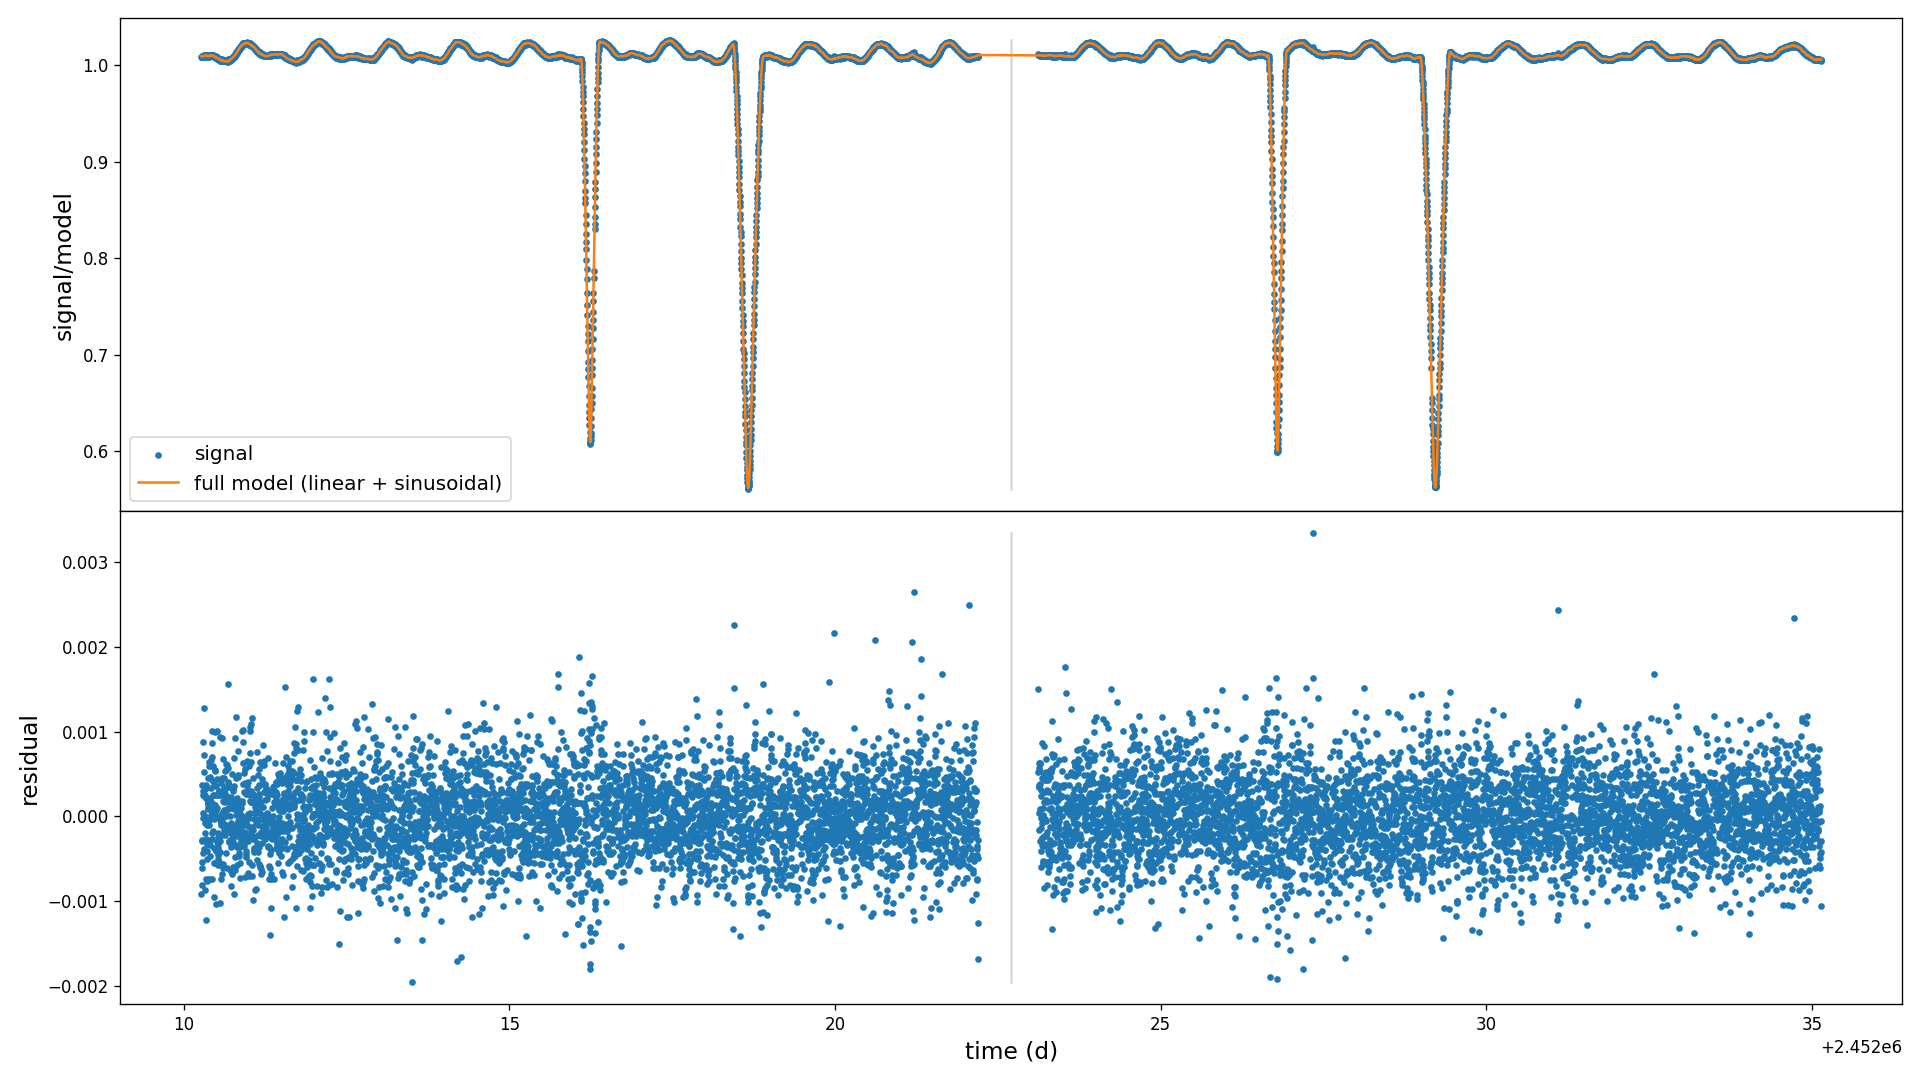 signal/model
1.0
0.9
0.8
0.7
0.6
signal
full model (linear + sinusoidal)
residual
0.003
0.002
0.001
0.000
−0.001
−0.002
10
15
20
25
30
35
time (d)
+2.452e6